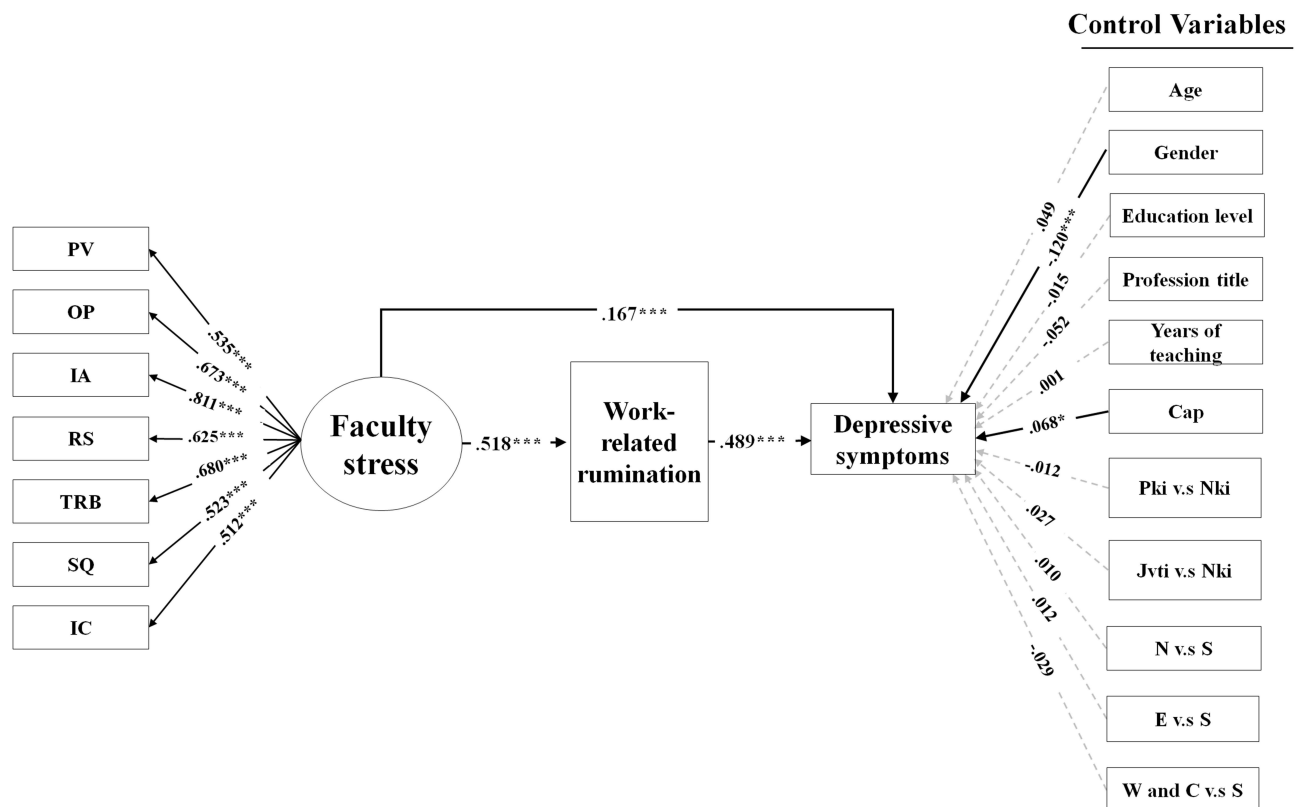 Control Variables
Age
Gender
Education level
Profession title
Years of
teaching
Cap
Pki v.s Nki
Jvti v.s Nki
N v.s S
E v.s S
W and C v.s S
.049
-.120***
-.015
-.052
.001
.068*
-.012
.027
.010
.012
-.029
PV
OP
IA
RS
TRB
SQ
IC
.535***
.673***
.811***
.625***
.680***
.523***
.512***
Faculty
stress
.167***
.518***
Work-
related
rumination
.489***
Depressive
symptoms